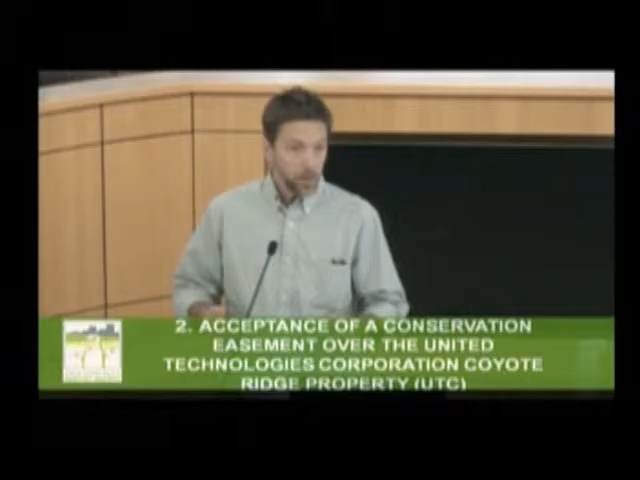 2. ACCEPTANCE OF A CONSERVATION
EASEMENT OVER THE UNITED
TECHNOLOGIES CORPORATION COYOTE
RIDGE PROPERTY (UTC)